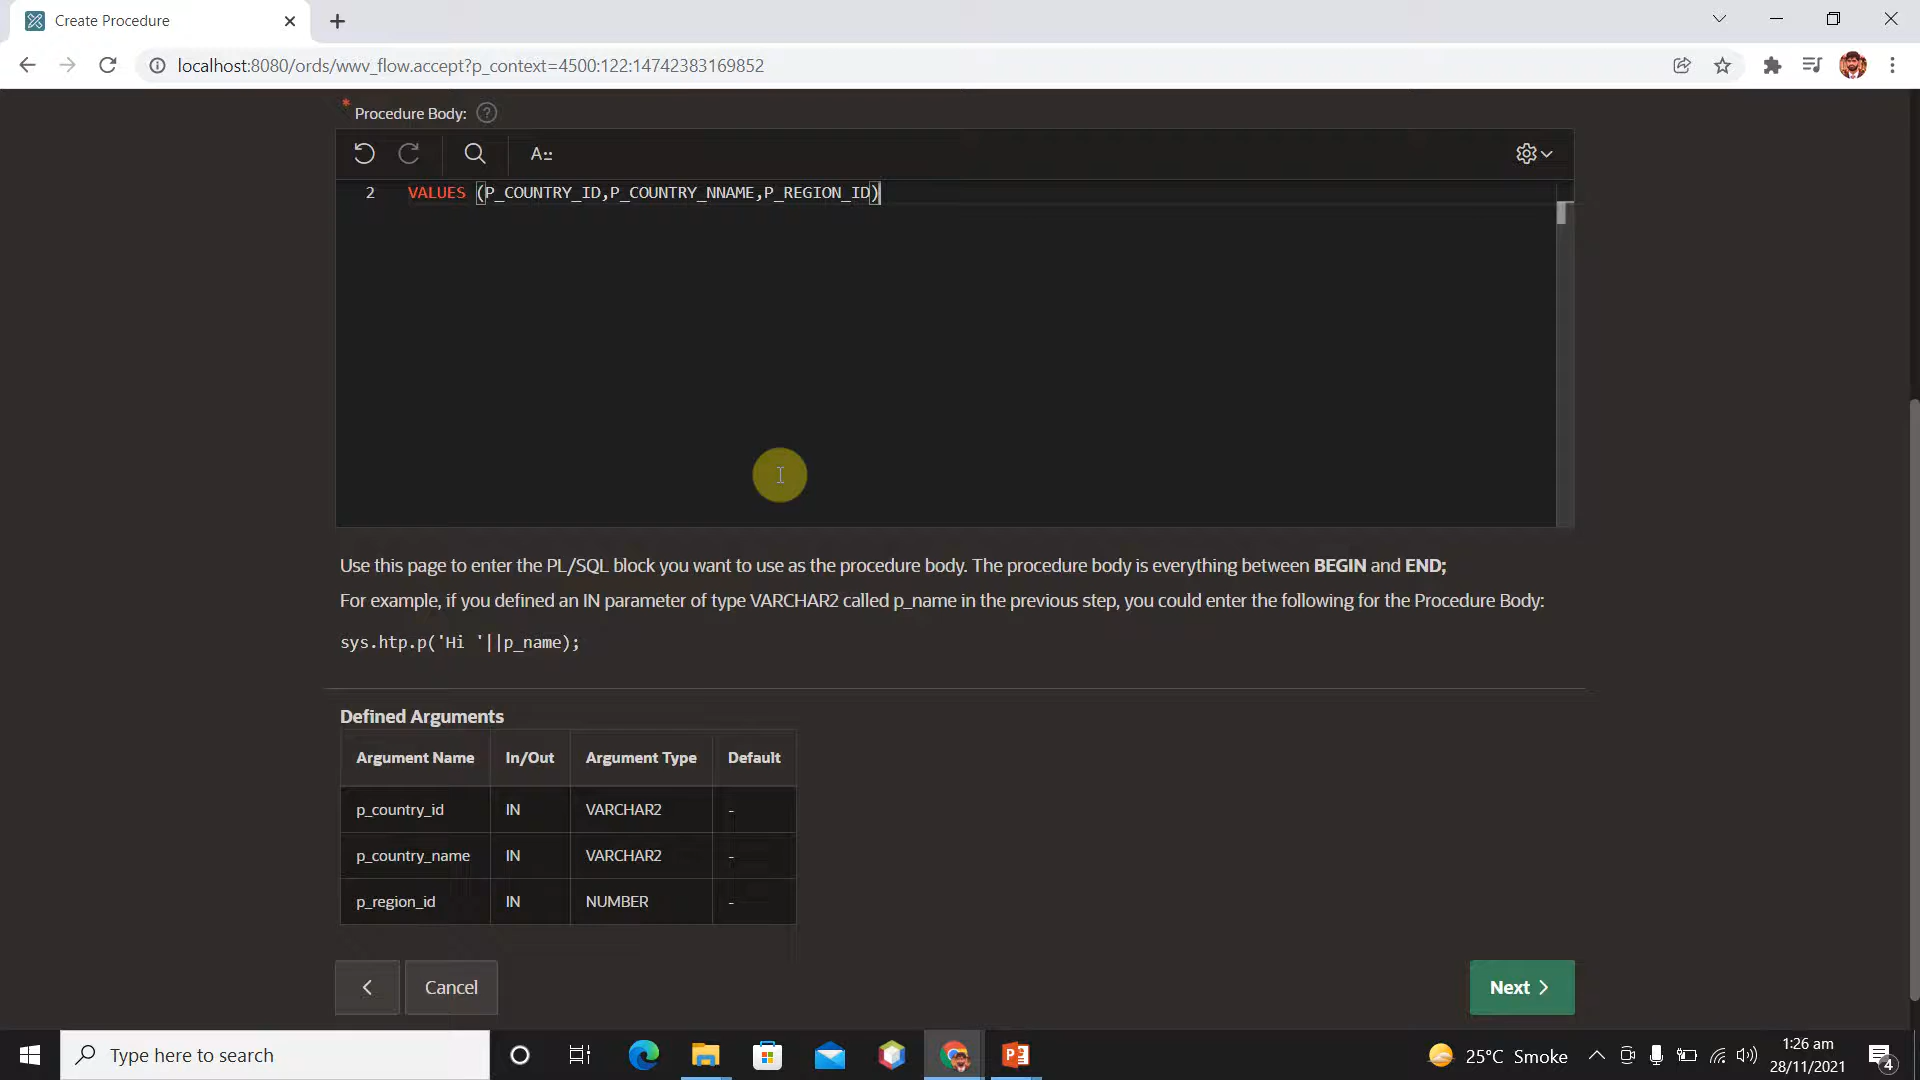 Create Procedure
localhost:8080/ords/wwv_flow.accept?p_context=4500:122:14742383169852
* Procedure Body: ?
A::
2 VALUES (P_COUNTRY_ID,P_COUNTRY_NNAME,P_REGION_ID)
Use this page to enter the PL/SQL block you want to use as the procedure body. The procedure body is everything between BEGIN and END;
For example, if you defined an IN parameter of type VARCHAR2 called p_name in the previous step, you could enter the following for the Procedure Body:
sys.htp.p('Hi '||p_name);
Defined Arguments
Argument Name In/Out Argument Type Default
p_country_id IN VARCHAR2 -
p_country_name IN VARCHAR2 -
p_region_id IN NUMBER -
Cancel
Next
Type here to search
25°C Smoke
1:26 am
28/11/2021
4